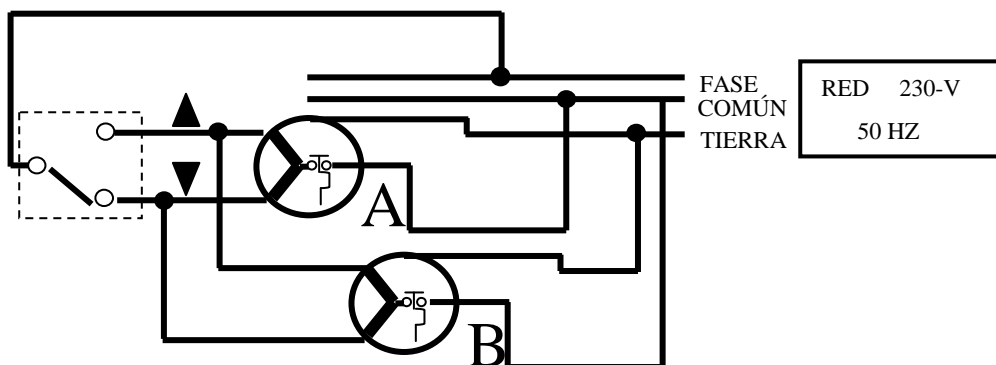 FASE
COMÚN
TIERRA
RED 230-V
50 HZ
A
B